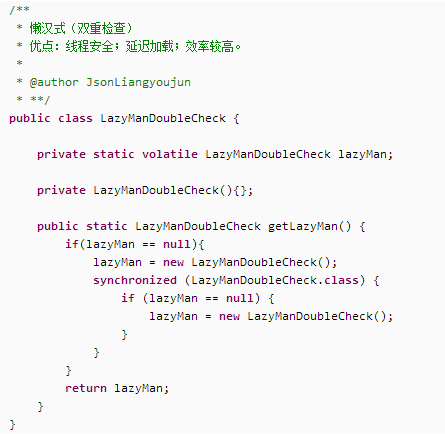 /**
 * 懒汉式（双重检查）
 * 优点：线程安全；延迟加载；效率较高。
 *
 * @author JsonLiangyoujun
 * **/
public class LazyManDoubleCheck {

    private static volatile LazyManDoubleCheck lazyMan;

    private LazyManDoubleCheck(){};

    public static LazyManDoubleCheck getLazyMan() {
        if(lazyMan == null){
            lazyMan = new LazyManDoubleCheck();
            synchronized (LazyManDoubleCheck.class) {
                if (lazyMan == null) {
                    lazyMan = new LazyManDoubleCheck();
                }
            }
        }
        return lazyMan;
    }
}